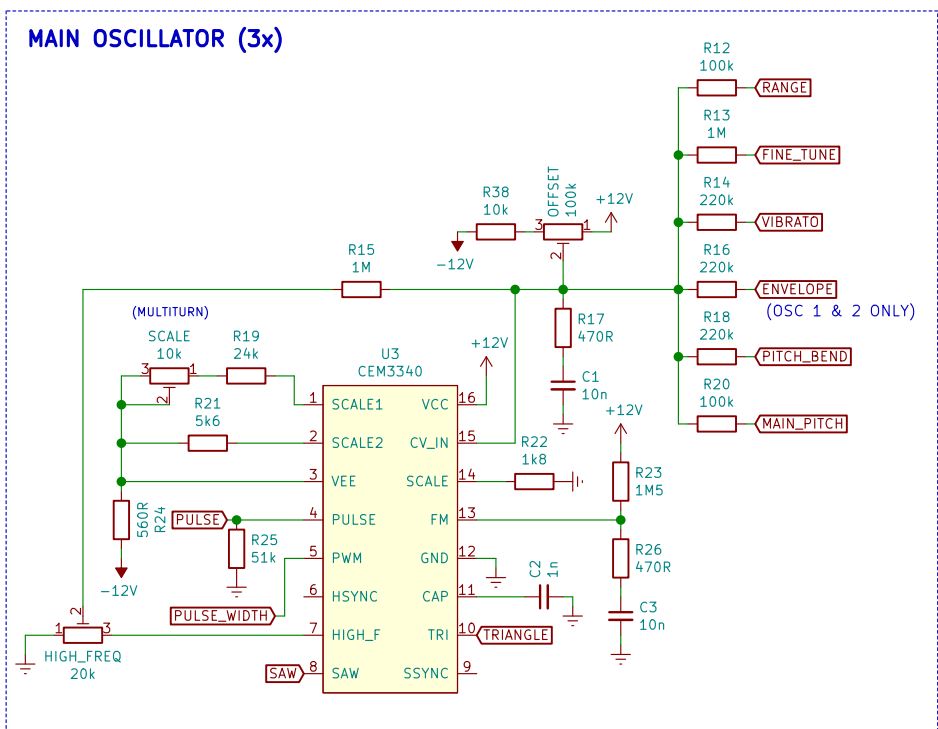 MAIN OSCILLATOR (3x)
R12
100k
RANGE
R13
1M
FINE_TUNE
R14
220k
VIBRATO
R38
10k
OFFSET
100k
3
1
2
+12V
-12V
R16
220k
ENVELOPE
(OSC 1 & 2 ONLY)
R15
1M
R18
220k
PITCH_BEND
R20
100k
MAIN_PITCH
R17
470R
C1
10n
(MULTITURN)
SCALE
10k
3
1
2
R19
24k
U3
CEM3340
+12V
R21
5k6
1
SCALE1
VCC
16
2
SCALE2
CV_IN
15
3
VEE
SCALE
14
4
PULSE
FM
13
5
PWM
GND
12
6
HSYNC
CAP
11
7
HIGH_F
TRI
10
8
SAW
SSYNC
9
R22
1k8
+12V
R23
1M5
R26
470R
C3
10n
C2
1n
TRIANGLE
560R
R24
-12V
PULSE
R25
51k
PULSE_WIDTH
2
1
3
HIGH_FREQ
20k
SAW